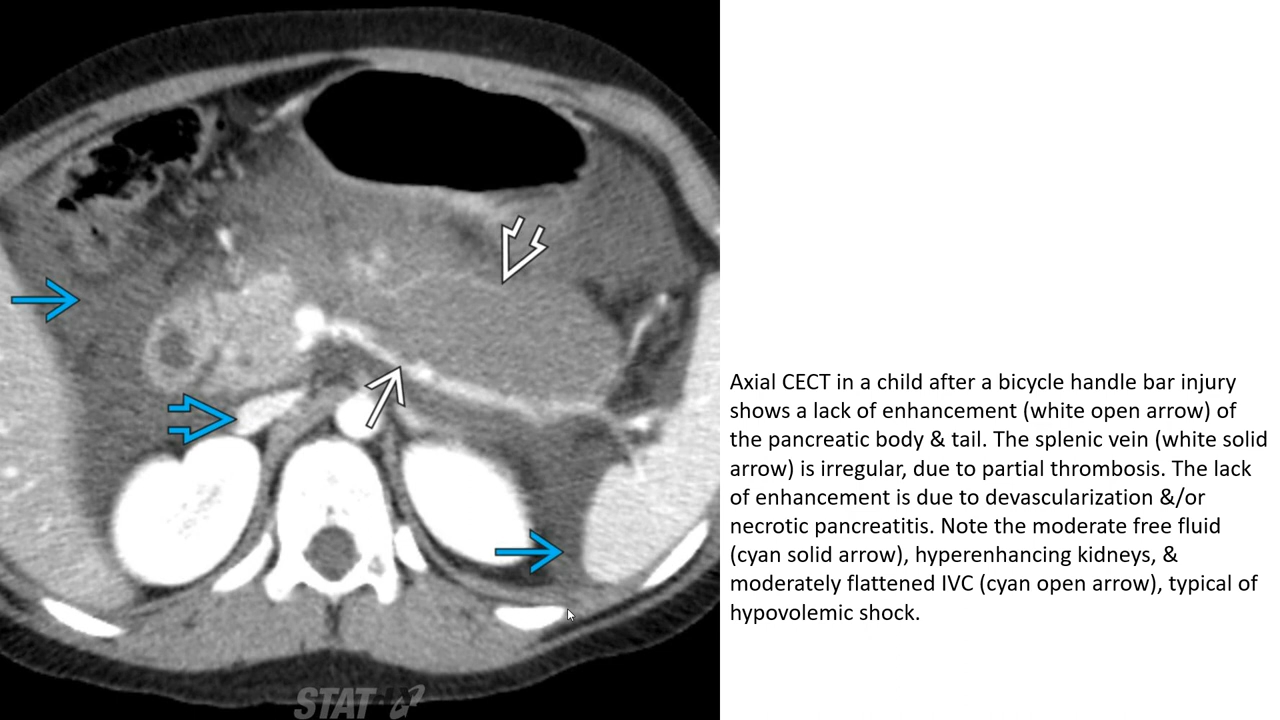 Axial CECT in a child after a bicycle handle bar injury
shows a lack of enhancement (white open arrow) of
the pancreatic body & tail. The splenic vein (white solid
arrow) is irregular, due to partial thrombosis. The lack
of enhancement is due to devascularization &/or
necrotic pancreatitis. Note the moderate free fluid
(cyan solid arrow), hyperenhancing kidneys, &
moderately flattened IVC (cyan open arrow), typical of
hypovolemic shock.
STAT